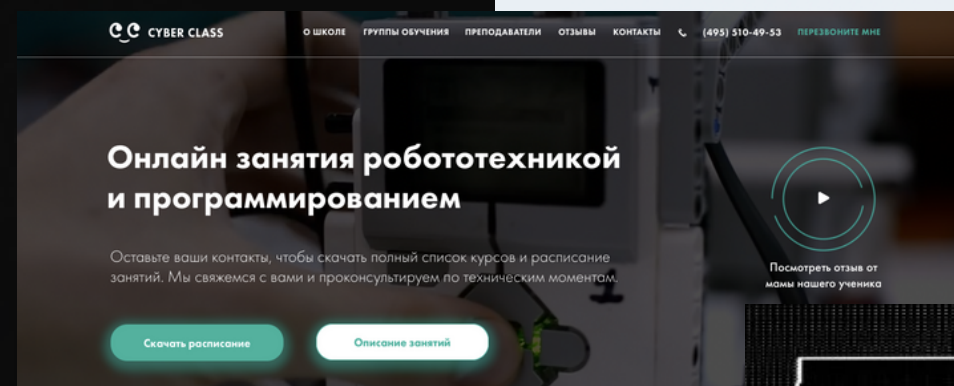 CYBER CLASS
О ШКОЛЕ
ГРУППЫ ОБУЧЕНИЯ
ПРЕПОДАВАТЕЛИ
ОТЗЫВЫ
КОНТАКТЫ
(495) 510-49-53
ПЕРЕЗВОНИТЕ МНЕ
Онлайн занятия робототехникой
и программированием
Оставьте ваши контакты, чтобы скачать полный список курсов и расписание
занятий. Мы свяжемся с вами и проконсультируем по техническим моментам.
Посмотреть отзыв от
мамы нашего ученика
Скачать расписание
Описание занятий